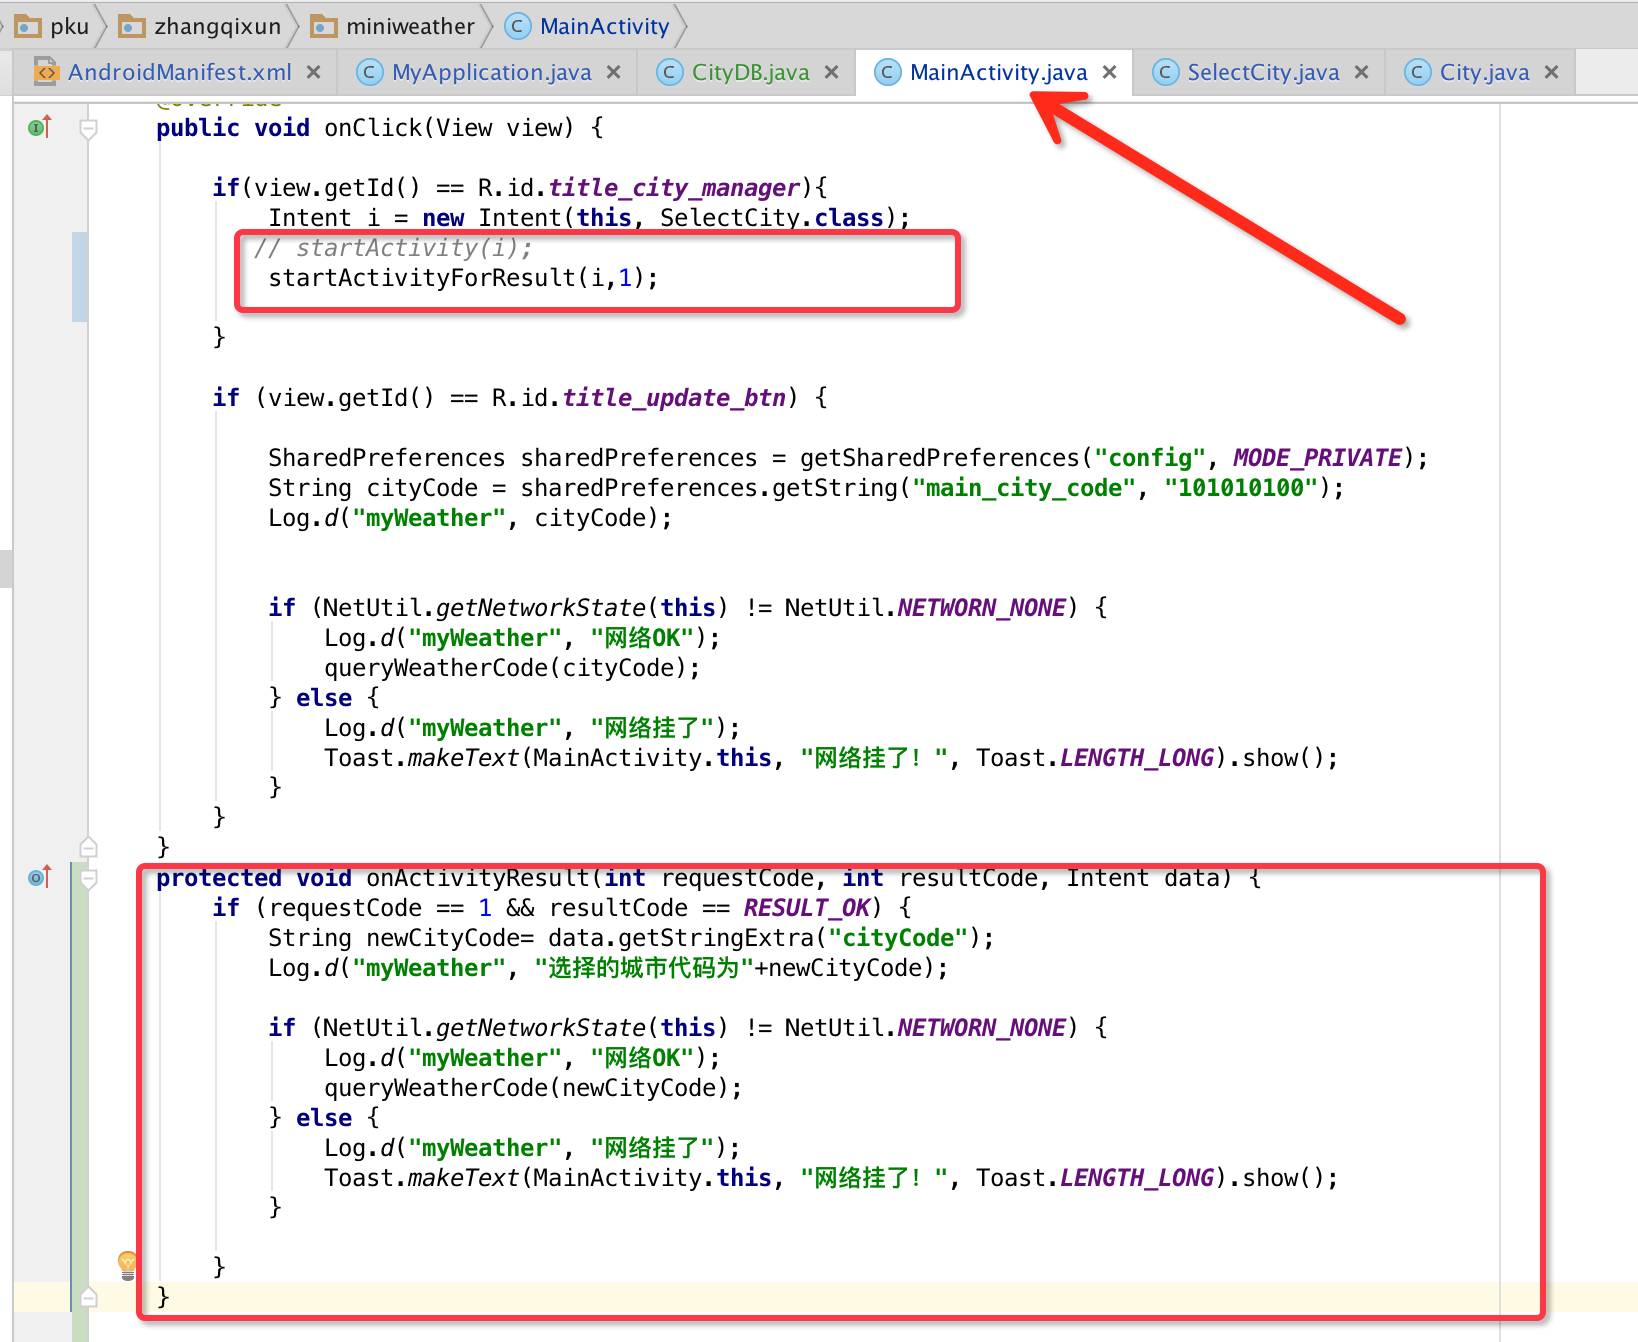 pku zhangqixun miniweather MainActivity
AndroidManifest.xml MyApplication.java CityDB.java MainActivity.java SelectCity.java City.java
@Override
public void onClick(View view) {
if(view.getId() == R.id.title_city_manager){
Intent i = new Intent(this, SelectCity.class);
// startActivity(i);
startActivityForResult(i,1);
}
if (view.getId() == R.id.title_update_btn) {
SharedPreferences sharedPreferences = getSharedPreferences("config", MODE_PRIVATE);
String cityCode = sharedPreferences.getString("main_city_code", "101010100");
Log.d("myWeather", cityCode);
if (NetUtil.getNetworkState(this) != NetUtil.NETWORN_NONE) {
Log.d("myWeather", "网络OK");
queryWeatherCode(cityCode);
} else {
Log.d("myWeather", "网络挂了");
Toast.makeText(MainActivity.this, "网络挂了！", Toast.LENGTH_LONG).show();
}
}
}
protected void onActivityResult(int requestCode, int resultCode, Intent data) {
if (requestCode == 1 && resultCode == RESULT_OK) {
String newCityCode= data.getStringExtra("cityCode");
Log.d("myWeather", "选择的城市代码为"+newCityCode);
if (NetUtil.getNetworkState(this) != NetUtil.NETWORN_NONE) {
Log.d("myWeather", "网络OK");
queryWeatherCode(newCityCode);
} else {
Log.d("myWeather", "网络挂了");
Toast.makeText(MainActivity.this, "网络挂了！", Toast.LENGTH_LONG).show();
}
}
}